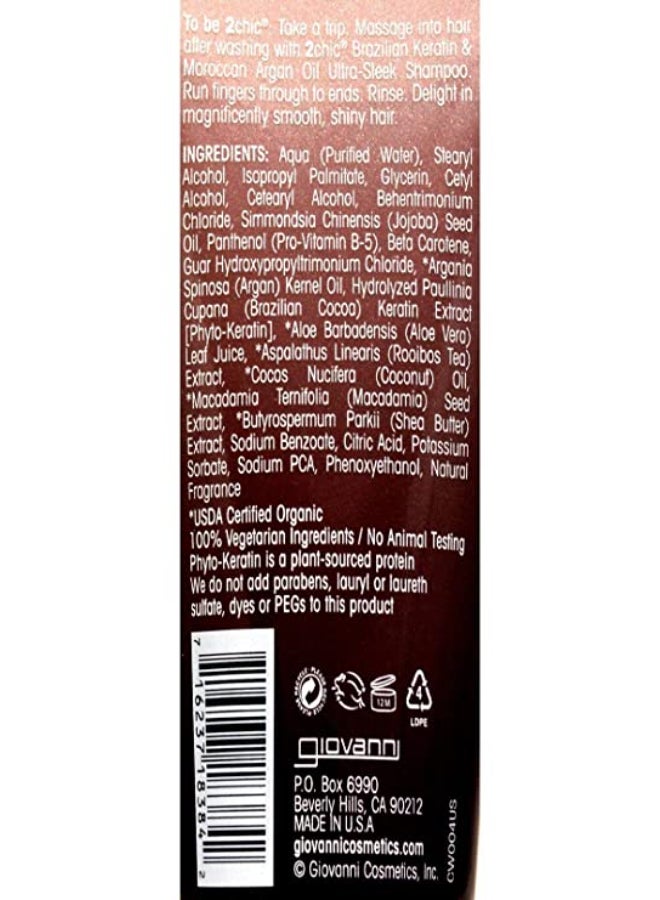 To be 2chic®: Take a trip. Massage into hair
after washing with 2chic® Brazilian Keratin &
Moroccan Argan Oil Ultra-Sleek Shampoo.
Run fingers through to ends. Rinse. Delight in
magnificently smooth, shiny hair.
INGREDIENTS: Aqua (Purified Water), Stearyl
Alcohol, Isopropyl Palmitate, Glycerin, Cetyl
Alcohol, Cetearyl Alcohol, Behentrimonium
Chloride, Simmondsia Chinensis (Jojoba) Seed
Oil, Panthenol (Pro-Vitamin B-5), Beta Carotene,
Guar Hydroxypropyltrimonium Chloride, *Argania
Spinosa (Argan) Kernel Oil, Hydrolyzed Paullinia
Cupana (Brazilian Cocoa) Keratin Extract
[Phyto-Keratin], *Aloe Barbadensis (Aloe Vera)
Leaf Juice, *Aspalathus Linearis (Rooibos Tea)
Extract, *Cocos Nucifera (Coconut) Oil,
*Macadamia Ternifolia (Macadamia) Seed
Extract, *Butyrospermum Parkii (Shea Butter)
Extract, Sodium Benzoate, Citric Acid, Potassium
Sorbate, Sodium PCA, Phenoxyethanol, Natural
Fragrance
*USDA Certified Organic
100% Vegetarian Ingredients / No Animal Testing
Phyto-Keratin is a plant-sourced protein
We do not add parabens, lauryl or laureth
sulfate, dyes or PEGs to this product
7 16237 18384 2
12M
4
LDPE
giovanni
P.O. Box 6990
Beverly Hills, CA 90212
MADE IN U.S.A
giovannicosmetics.com
© Giovanni Cosmetics, Inc.
CW004US